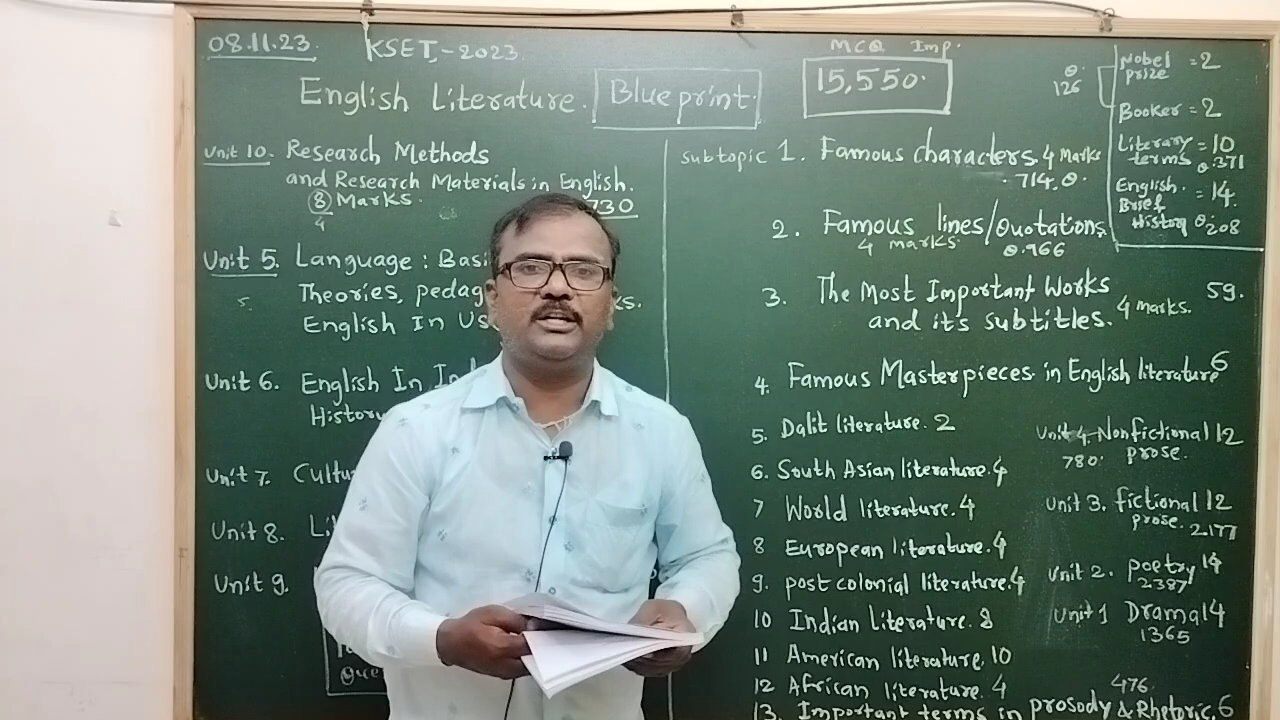 08.11.23.
KSET,-2023.
English Literature. Blue print.
MCQ Imp.
15,550.
Unit 10. Research Methods
and Research Materials in English.
8 Marks.
4
730
Unit 5. Language: Basi
Theories, pedag
ks.
5.
English In Us
Unit 6. English In In
History
Unit 7. Cultu
Unit 8. Li
Unit 9.
Que
subtopic 1. Famous characters. 4 Marks
714. Q.
2. Famous lines/Quotations.
4 marks.
Q.966
3. The Most Important Works
and its subtitles. 4 marks.
59.
4. Famous Masterpieces in English literature 6
5. Dalit literature. 2
6. South Asian literature. 4
7 World literature. 4
8 European literature. 4
9. post colonial literature. 4
10 Indian Literature. 8
11 American literature. 10
12 African literature. 4
476.
13. Important terms in prosody & Rhetoric. 6
Q.
126
Nobel prize = 2
Booker = 2
Literary terms = 10
Q.371
English. Brief History = 14.
Q.208
Unit 4. Nonfictional 12
prose.
780.
Unit 3. fictional 12
prose.
2177
Unit 2. poetry 14
2387
Unit 1 Drama 14
1365